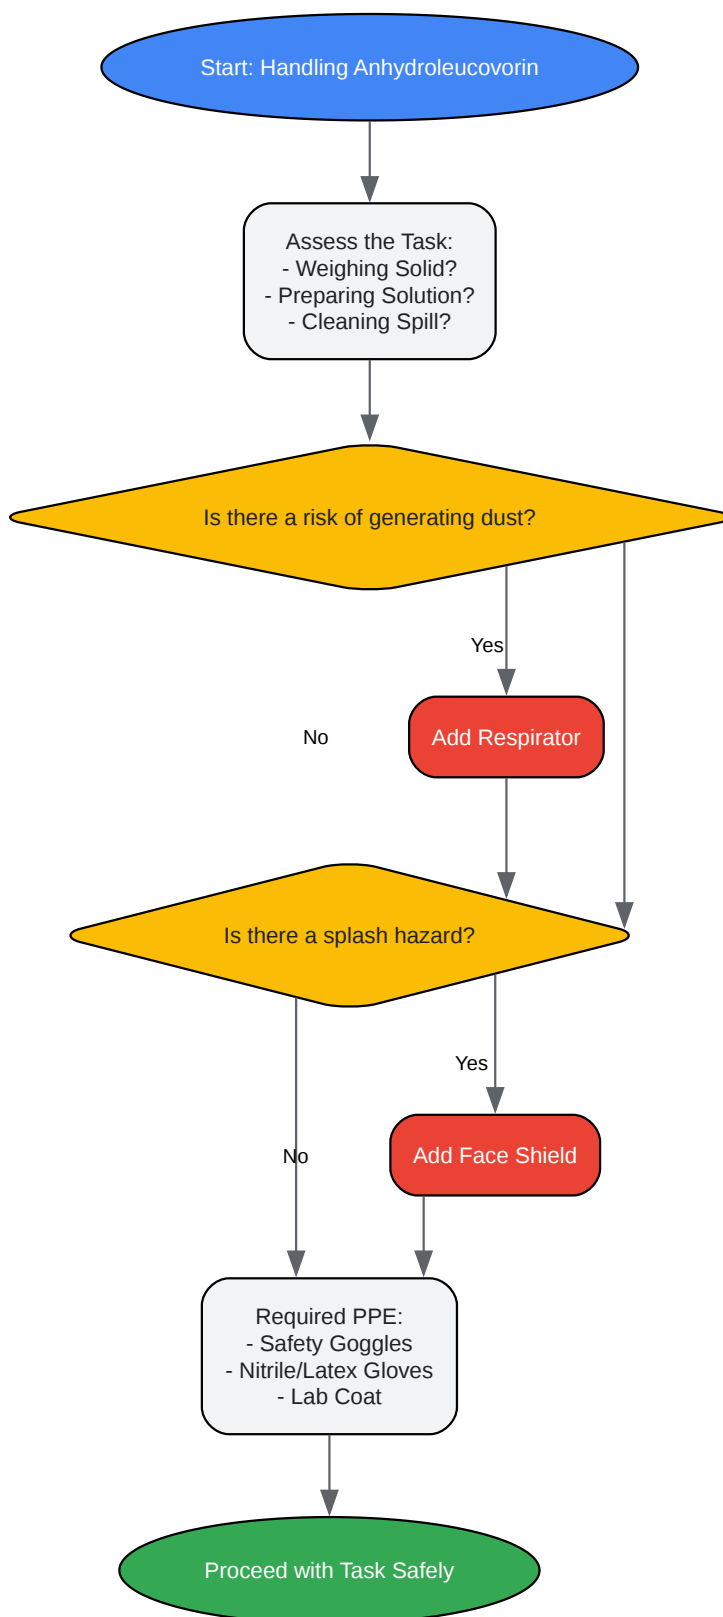 Start: Handling Anhydroleucovorin
Assess the Task:
- Weighing Solid?
- Preparing Solution?
- Cleaning Spill?
Is there a risk of generating dust?
Yes
No
Add Respirator
Is there a splash hazard?
Yes
No
Add Face Shield
Required PPE:
- Safety Goggles
- Nitrile/Latex Gloves
- Lab Coat
Proceed with Task Safely